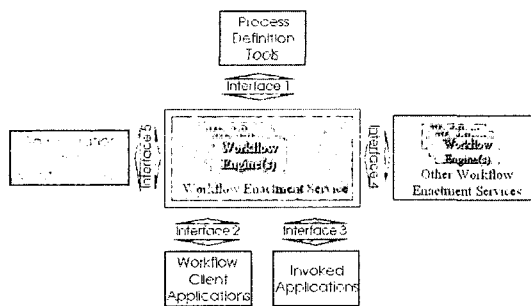 Process
Definition
Tools
Interface 1
Interface 5
Workflow
Engine(s)
Workflow Enactment Service
Interface 4
Workflow
Engine(s)
Other Workflow
Enactment Services
Interface 2
Interface 3
Workflow
Client
Applications
Invoked
Applications